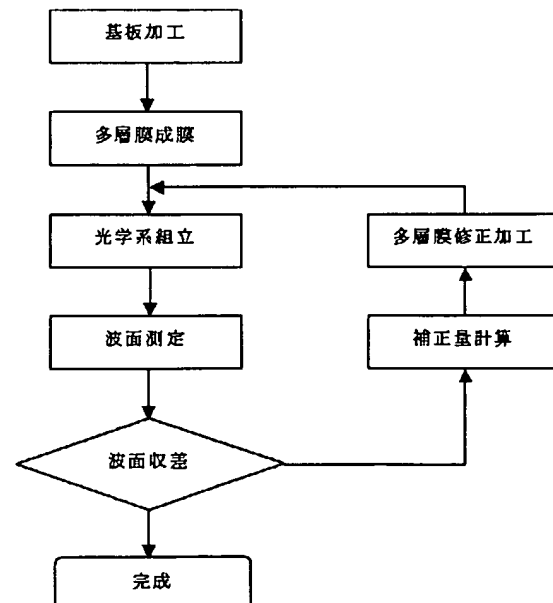 基板加工
多層膜成膜
光学系組立
多層膜修正加工
波面測定
補正量計算
波面収差
完成